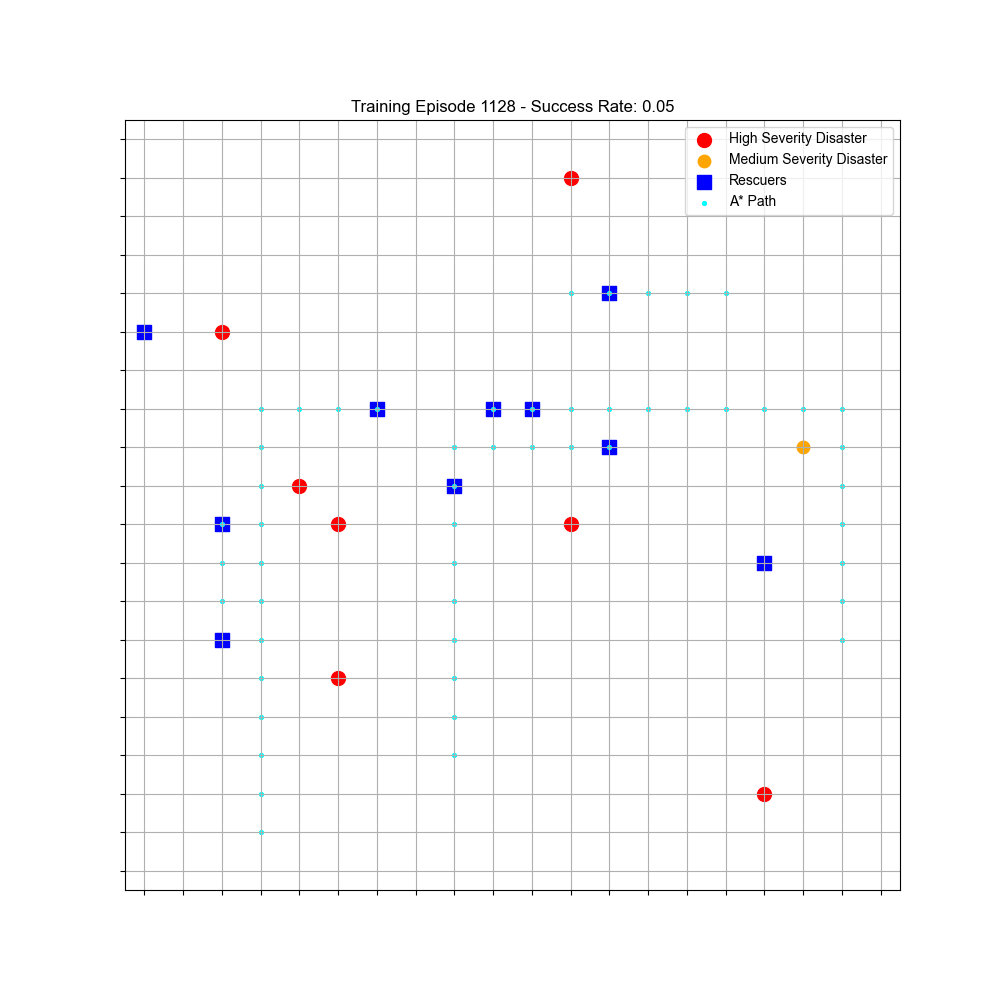 Training Episode 1128 - Success Rate: 0.05
High Severity Disaster
Medium Severity Disaster
Rescuers
A* Path